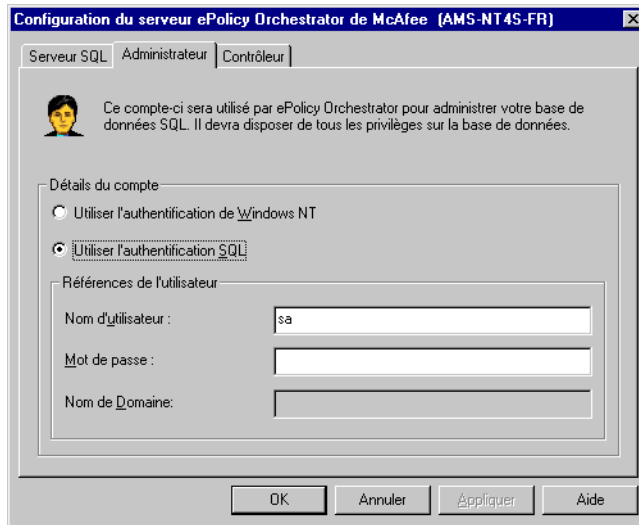 Configuration du serveur ePolicy Orchestrator de McAfee (AMS-NT4S-FR)
Serveur SQL Administrateur Contrôleur
Ce compte-ci sera utilisé par ePolicy Orchestrator pour administrer votre base de
données SQL. Il devra disposer de tous les privilèges sur la base de données.
Détails du compte
Utiliser l'authentification de Windows NT
Utiliser l'authentification SQL
Références de l'utilisateur
Nom d'utilisateur : sa
Mot de passe :
Nom de Domaine:
OK Annuler Appliquer Aide